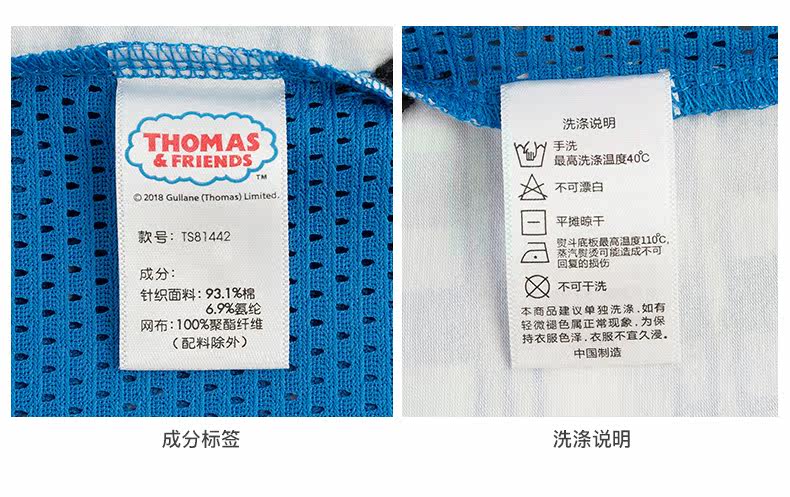 THOMAS
& FRIENDS
™
© 2018 Gullane (Thomas) Limited.
款号：TS81442
成分：
针织面料：93.1%棉
6.9%氨纶
网布：100%聚酯纤维
（配料除外）
成分标签
洗涤说明
手洗
最高洗涤温度40℃
不可漂白
平摊晾干
熨斗底板最高温度110℃,
蒸汽熨烫可能造成不可
回复的损伤
不可干洗
本商品建议单独洗涤.如有
轻微褪色属正常现象，为保
持衣服色泽，衣服不宜久浸。
中国制造
洗涤说明